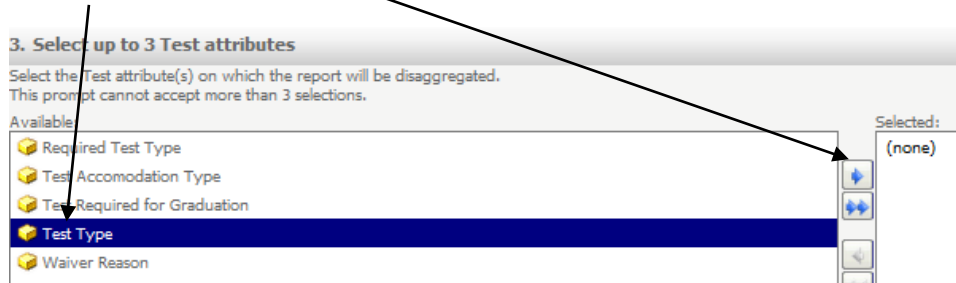 3. Select up to 3 Test attributes
Select the Test attribute(s) on which the report will be disaggregated.
This prompt cannot accept more than 3 selections.
Available:
Selected:
Required Test Type
(none)
Test Accomodation Type
Test Required for Graduation
Test Type
Waiver Reason